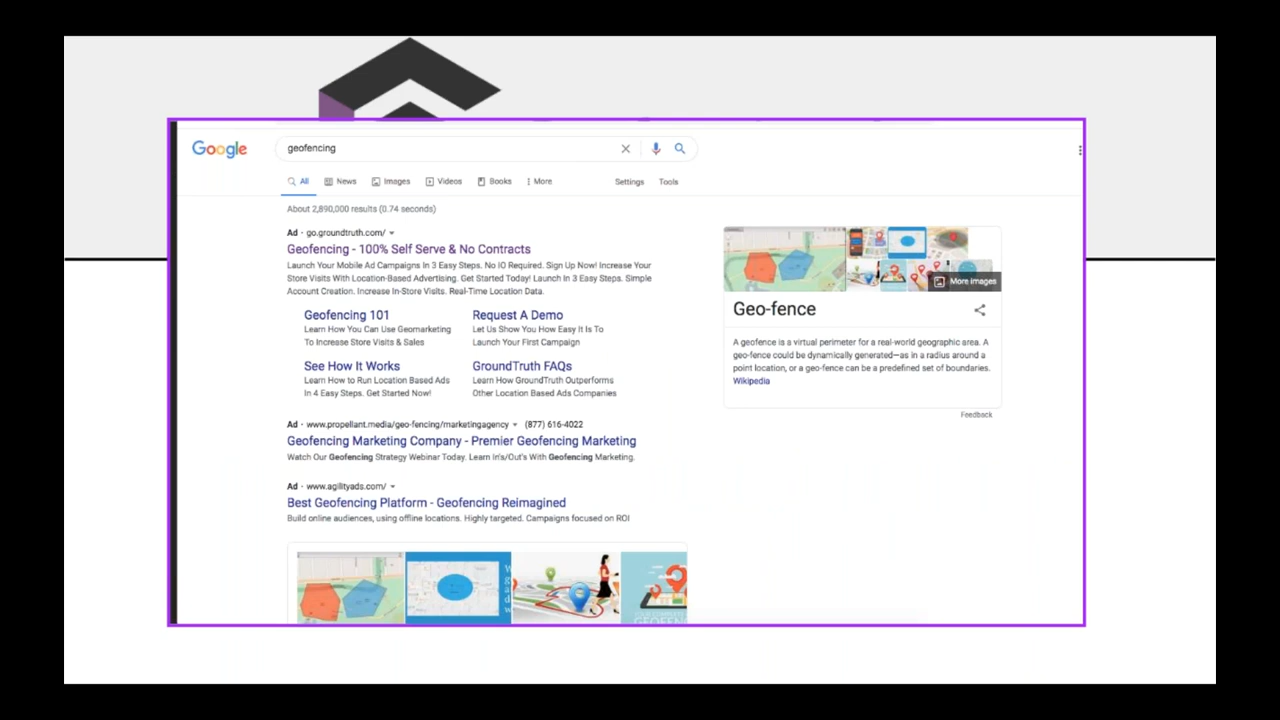 Google
geofencing
All News Images Videos Books More Settings Tools
About 2,890,000 results (0.74 seconds)
Ad · go.groundtruth.com/
Geofencing - 100% Self Serve & No Contracts
Launch Your Mobile Ad Campaigns In 3 Easy Steps. No IO Required. Sign Up Now! Increase Your
Store Visits With Location-Based Advertising. Get Started Today! Launch In 3 Easy Steps. Simple
Account Creation. Increase In-Store Visits. Real-Time Location Data.
Geofencing 101
Learn How You Can Use Geomarketing
To Increase Store Visits & Sales
Request A Demo
Let Us Show You How Easy It Is To
Launch Your First Campaign
See How It Works
Learn How to Run Location Based Ads
In 4 Easy Steps. Get Started Now!
GroundTruth FAQs
Learn How GroundTruth Outperforms
Other Location Based Ads Companies
Ad · www.propellant.media/geo-fencing/marketingagency (877) 616-4022
Geofencing Marketing Company - Premier Geofencing Marketing
Watch Our Geofencing Strategy Webinar Today. Learn In's/Out's With Geofencing Marketing.
Ad · www.agilityads.com/
Best Geofencing Platform - Geofencing Reimagined
Build online audiences, using offline locations. Highly targeted. Campaigns focused on ROI
More images
Geo-fence
A geofence is a virtual perimeter for a real-world geographic area. A
geo-fence could be dynamically generated—as in a radius around a
point location, or a geo-fence can be a predefined set of boundaries.
Wikipedia
Feedback